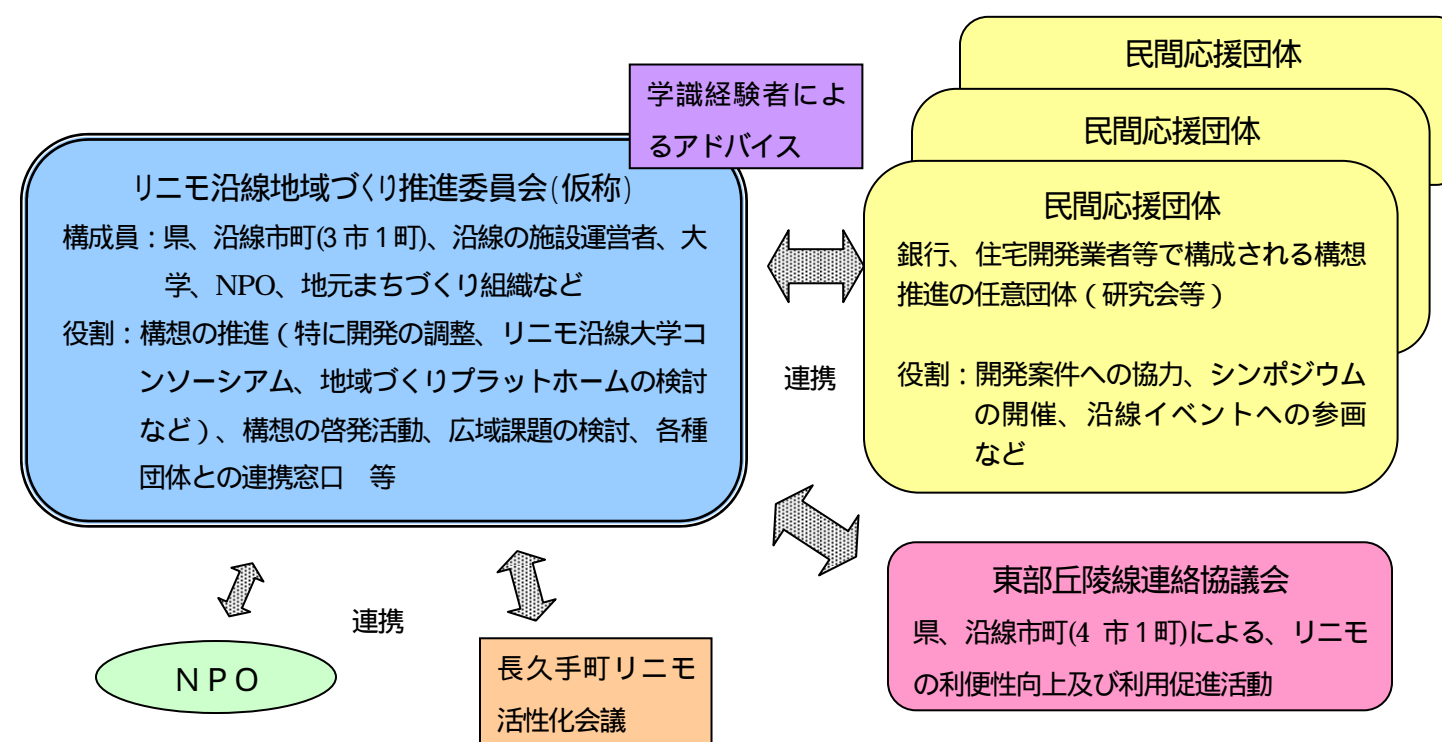 学識経験者によ
るアドバイス
リニモ沿線地域づくり推進委員会(仮称)
構成員：県、沿線市町(3市1町)、沿線の施設運営者、大
学、NPO、地元まちづくり組織など
役割：構想の推進（特に開発の調整、リニモ沿線大学コ
ンソーシアム、地域づくりプラットホームの検討
など）、構想の啓発活動、広域課題の検討、各種
団体との連携窓口　等
民間応援団体
民間応援団体
民間応援団体
銀行、住宅開発業者等で構成される構想
推進の任意団体（研究会等）
役割：開発案件への協力、シンポジウム
の開催、沿線イベントへの参画
など
連携
東部丘陵線連絡協議会
県、沿線市町(4 市1町)による、リニモ
の利便性向上及び利用促進活動
連携
ＮＰＯ
長久手町リニモ
活性化会議